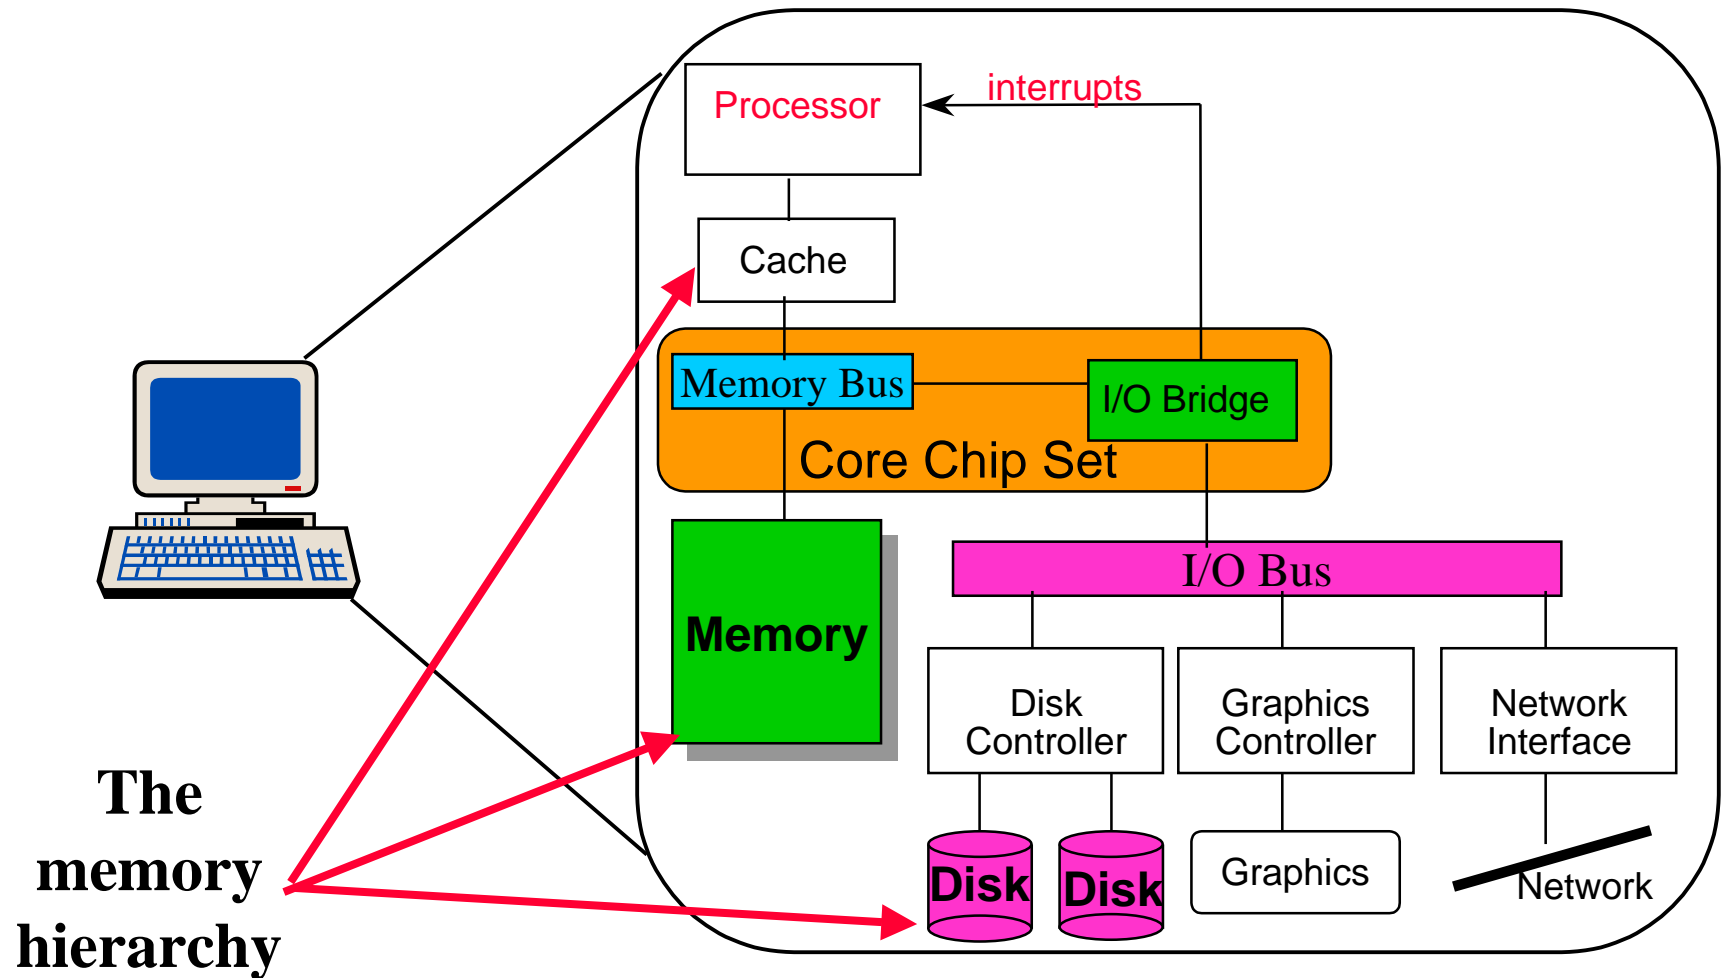 Processor
interrupts
Cache
Memory Bus
I/O Bridge
Core Chip Set
I/O Bus
Memory
Disk
Controller
Graphics
Controller
Network
Interface
The
memory
hierarchy
Disk
Disk
Graphics
Network